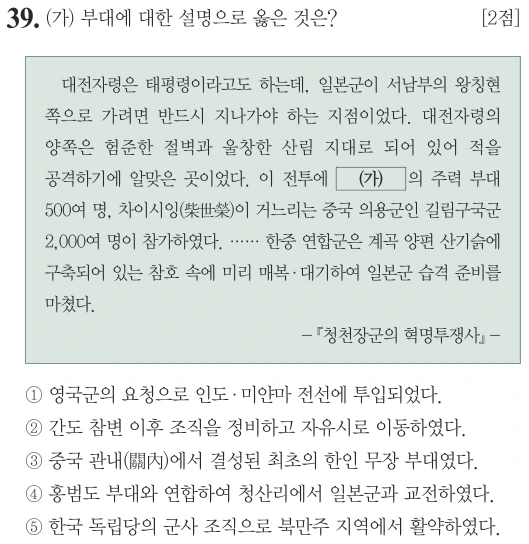 39. (가) 부대에 대한 설명으로 옳은 것은? [2점]
대전자령은 태평령이라고도 하는데, 일본군이 서남부의 왕칭현
쪽으로 가려면 반드시 지나가야 하는 지점이었다. 대전자령의
양쪽은 험준한 절벽과 울창한 산림 지대로 되어 있어 적을
공격하기에 알맞은 곳이었다. 이 전투에 (가) 의 주력 부대
500여 명, 차이시잉(柴世榮)이 거느리는 중국 의용군인 길림구국군
2,000여 명이 참가하였다. …… 한중 연합군은 계곡 양편 산기슭에
구축되어 있는 참호 속에 미리 매복·대기하여 일본군 습격 준비를
마쳤다.
-『청천장군의 혁명투쟁사』-
① 영국군의 요청으로 인도·미얀마 전선에 투입되었다.
② 간도 참변 이후 조직을 정비하고 자유시로 이동하였다.
③ 중국 관내(關內)에서 결성된 최초의 한인 무장 부대였다.
④ 홍범도 부대와 연합하여 청산리에서 일본군과 교전하였다.
⑤ 한국 독립당의 군사 조직으로 북만주 지역에서 활약하였다.